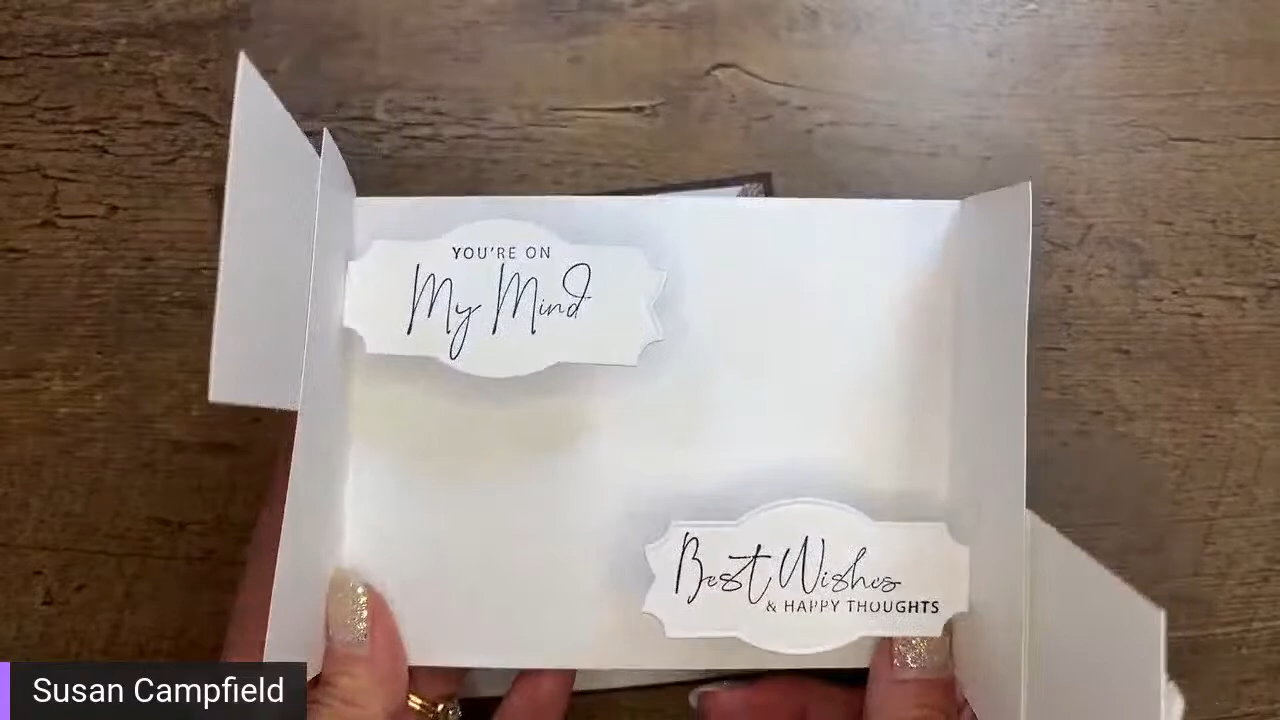 YOU'RE ON
My Mind
Best Wishes
& HAPPY THOUGHTS
Susan Campfield